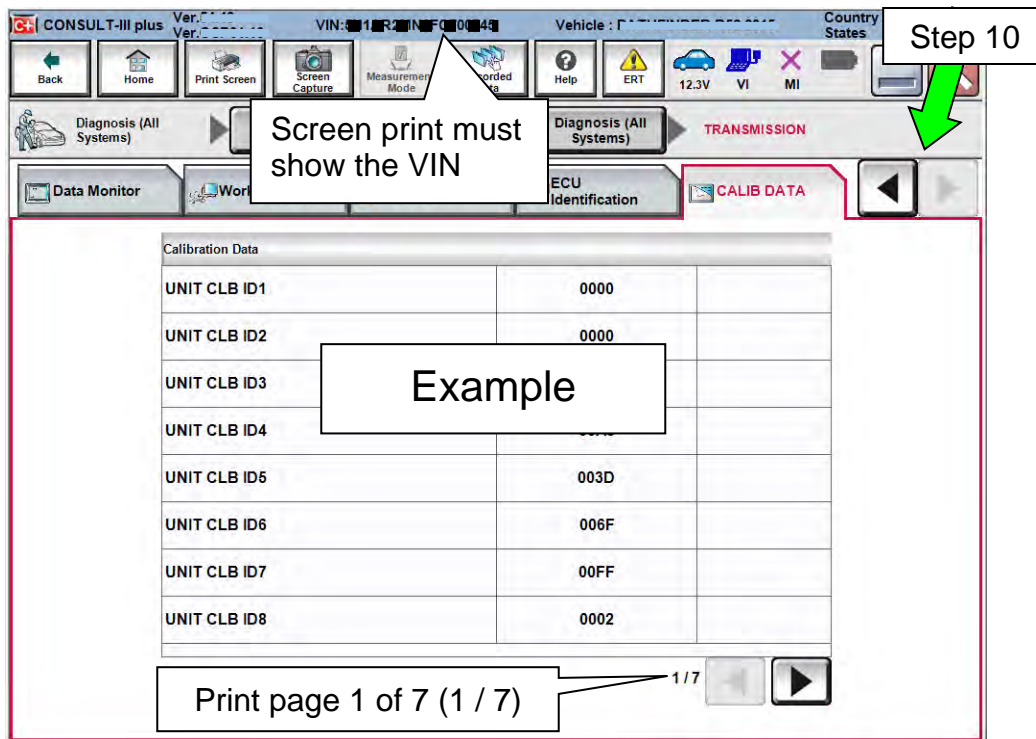 CONSULT-III plus Ver.
Ver.
VIN:
Vehicle :
Country
States
Step 10
Back
Home
Print Screen
Screen Capture
Mode
Help
ERT
12.3V
VI
MI
Diagnosis (All Systems)
Screen print must
show the VIN
Diagnosis (All Systems)
TRANSMISSION
Data Monitor
ECU Identification
CALIB DATA
Calibration Data
UNIT CLB ID1 0000
UNIT CLB ID2 0000
UNIT CLB ID3
Example
UNIT CLB ID4
UNIT CLB ID5 003D
UNIT CLB ID6 006F
UNIT CLB ID7 00FF
UNIT CLB ID8 0002
Print page 1 of 7 (1 / 7)
1/7